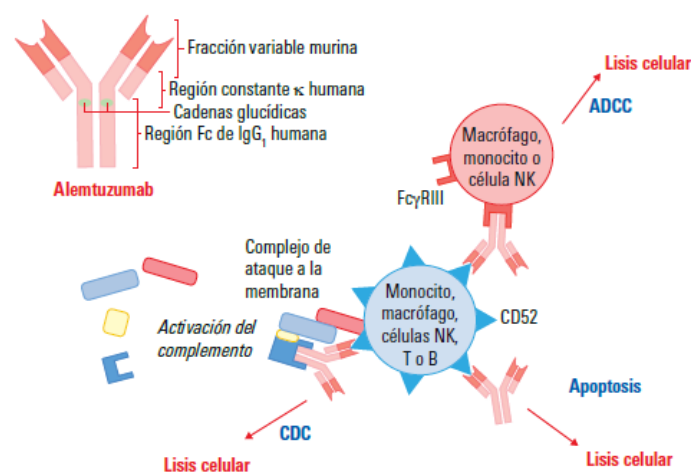 Fracción variable murina
Región constante κ humana
Cadenas glucídicas
Región Fc de IgG1 humana
Alemtuzumab
Lisis celular
ADCC
Macrófago,
monocito o
célula NK
FcγRIII
Complejo de
ataque a la
membrana
Activación del
complemento
Monocito,
macrófago,
células NK,
T o B
CD52
Apoptosis
CDC
Lisis celular
Lisis celular